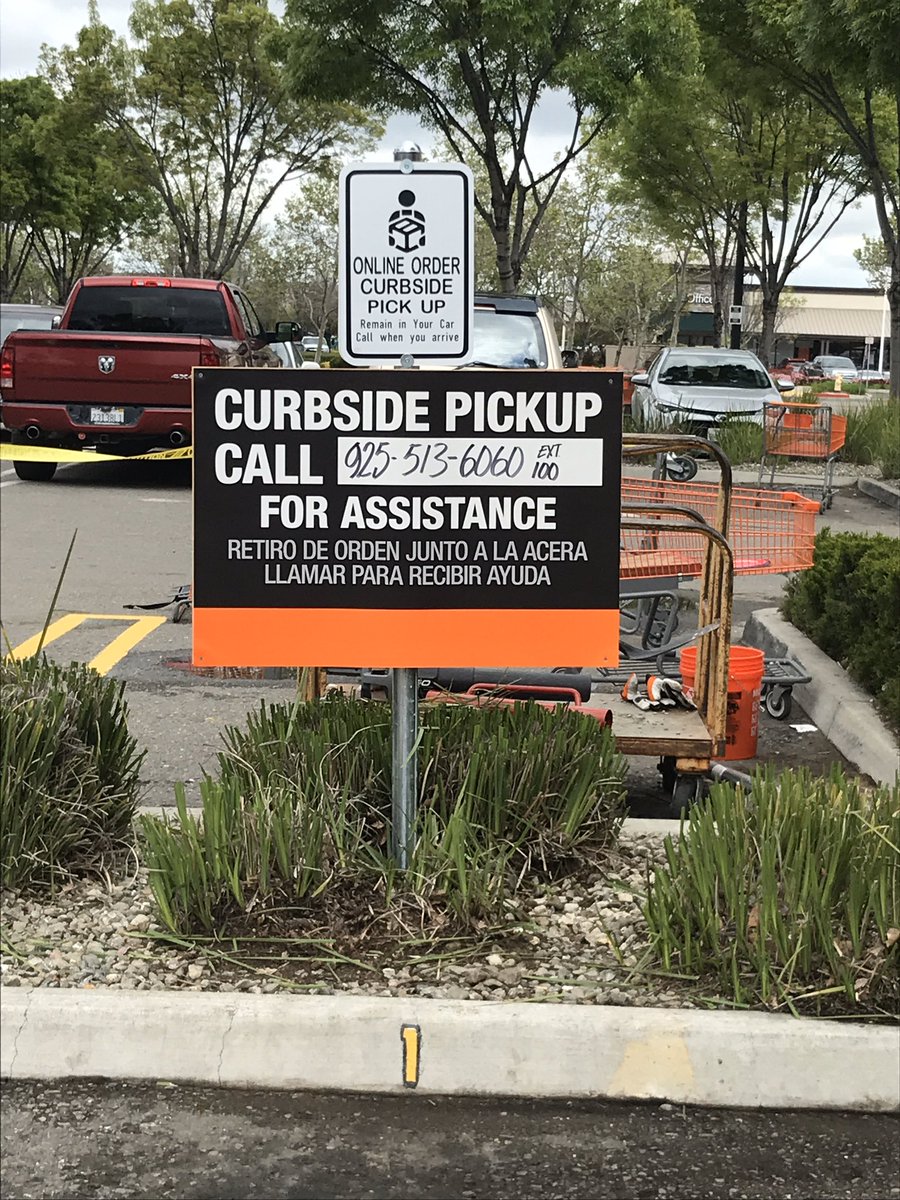 ONLINE ORDER
CURBSIDE
PICK UP
Remain in Your Car
Call when you arrive
CURBSIDE PICKUP
CALL 925-513-6060 EXT 100
FOR ASSISTANCE
RETIRO DE ORDEN JUNTO A LA ACERA
LLAMAR PARA RECIBIR AYUDA
Office
1